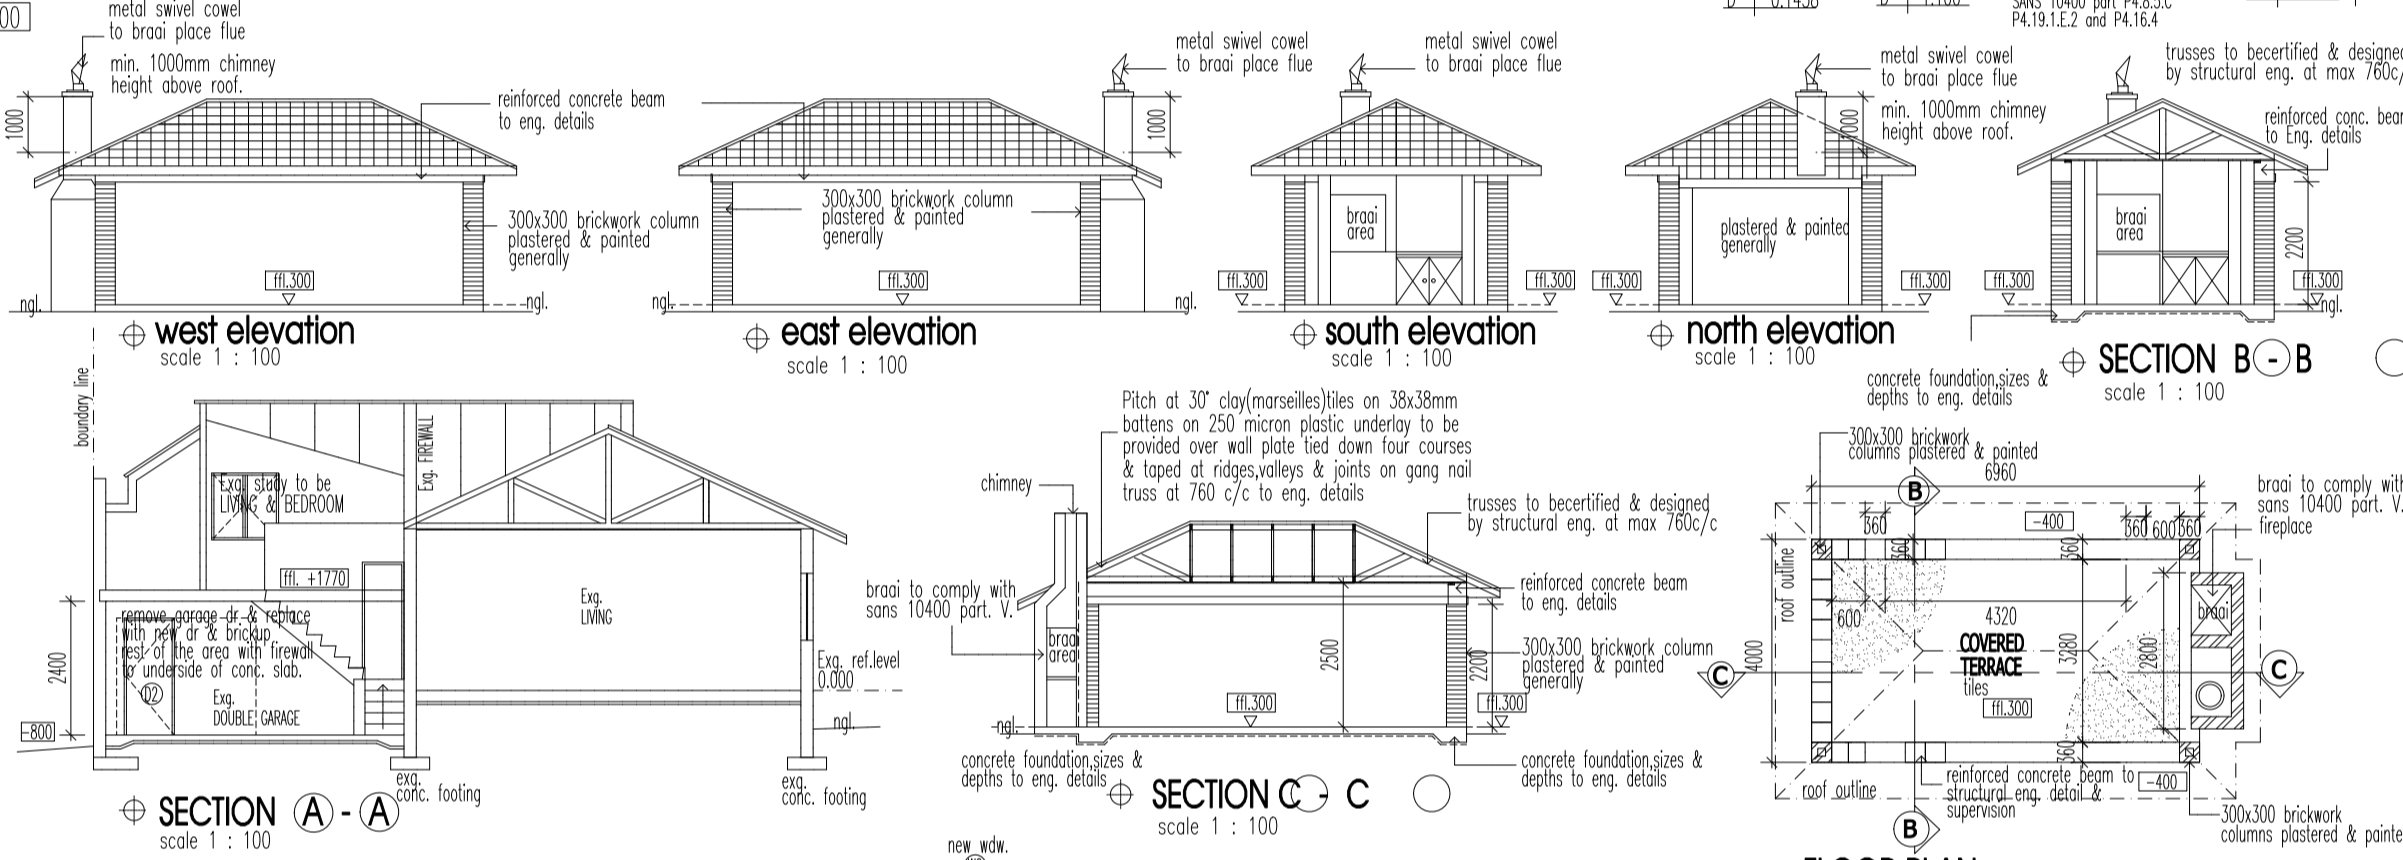 00
metal swivel cowel
to braai place flue
min. 1000mm chimney
height above roof.
1000
reinforced concrete beam
to eng. details
300x300 brickwork column
plastered & painted
generally
ffl.300
ngl.
ngl.
west elevation
scale 1 : 100
metal swivel cowel
to braai place flue
1000
300x300 brickwork column
plastered & painted
generally
ffl.300
ngl.
ngl.
east elevation
scale 1 : 100
metal swivel cowel
to braai place flue
braai
area
ffl.300
ffl.300
south elevation
scale 1 : 100
SANS 10400 part P4.8.5.C
P4.19.1.E.2 and P4.16.4
metal swivel cowel
to braai place flue
min. 1000mm chimney
height above roof.
1000
plastered & painted
generally
ffl.300
ffl.300
north elevation
scale 1 : 100
trusses to becertified & designed
by structural eng. at max 760c/
reinforced conc. bear
to Eng. details
braai
area
2200
ffl.300
ffl.300
ngl.
concrete foundation,sizes &
depths to eng. details
SECTION B - B
scale 1 : 100
boundary line
Exg. FIREWALL
Exg. study to be
LIVING & BEDROOM
ffl. +1770
remove garage dr. & replace
with new dr & brickup
rest of the area with firewall
to underside of conc. slab.
2400
D2
Exg.
DOUBLE GARAGE
-800
Exg.
LIVING
Exg. ref.level
0.000
ngl.
exg.
conc. footing
exg.
conc. footing
SECTION A - A
scale 1 : 100
Pitch at 30° clay(marseilles)tiles on 38x38mm
battens on 250 micron plastic underlay to be
provided over wall plate tied down four courses
& taped at ridges,valleys & joints on gang nail
truss at 760 c/c to eng. details
chimney
trusses to becertified & designed
by structural eng. at max 760c/c
braai to comply with
sans 10400 part. V.
reinforced concrete beam
to eng. details
braai
area
2500
2200
300x300 brickwork column
plastered & painted
generally
ffl.300
ffl.300
ngl.
concrete foundation,sizes &
depths to eng. details
concrete foundation,sizes &
depths to eng. details
SECTION C - C
scale 1 : 100
new wdw.
300x300 brickwork
columns plastered & painted
6960
B
braai to comply with
sans 10400 part. V.
fireplace
360
-400
360 600 360
360
360
roof outline
600
4320
braai
COVERED
TERRACE
tiles
ffl.300
4000
3280
2800
C
C
360
roof outline
reinforced concrete beam to
structural eng. detail &
supervision
-400
B
300x300 brickwork
columns plastered & painte
FLOOR PLAN